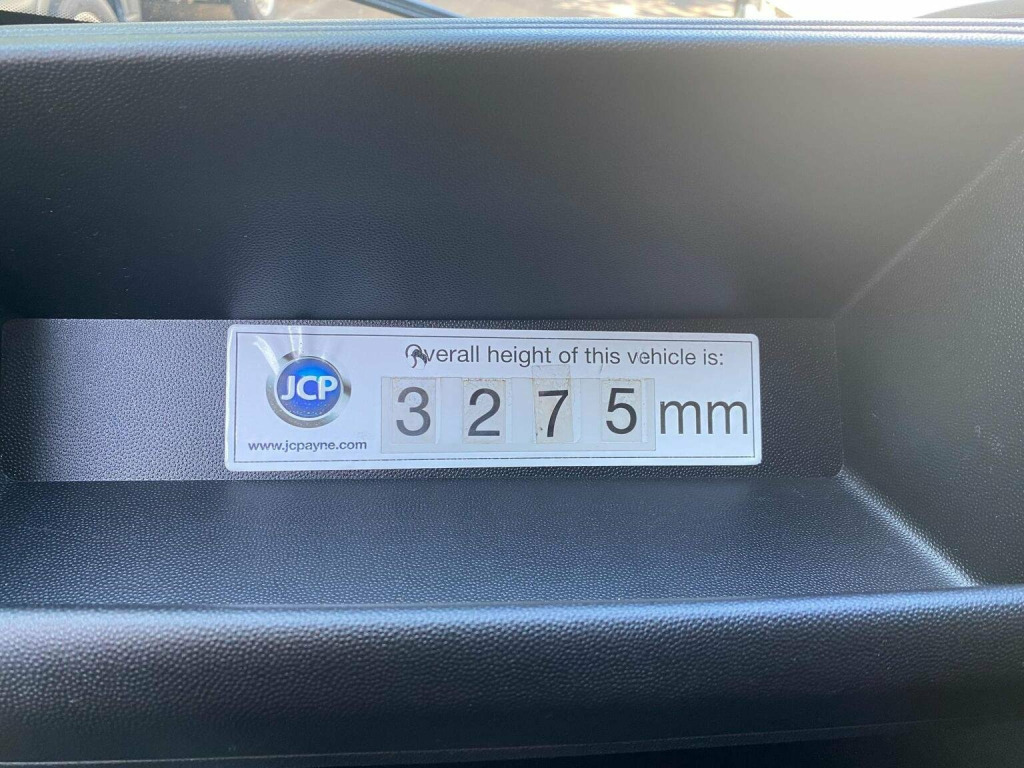 Overall height of this vehicle is:
JCP
3275mm
www.jcpayne.com